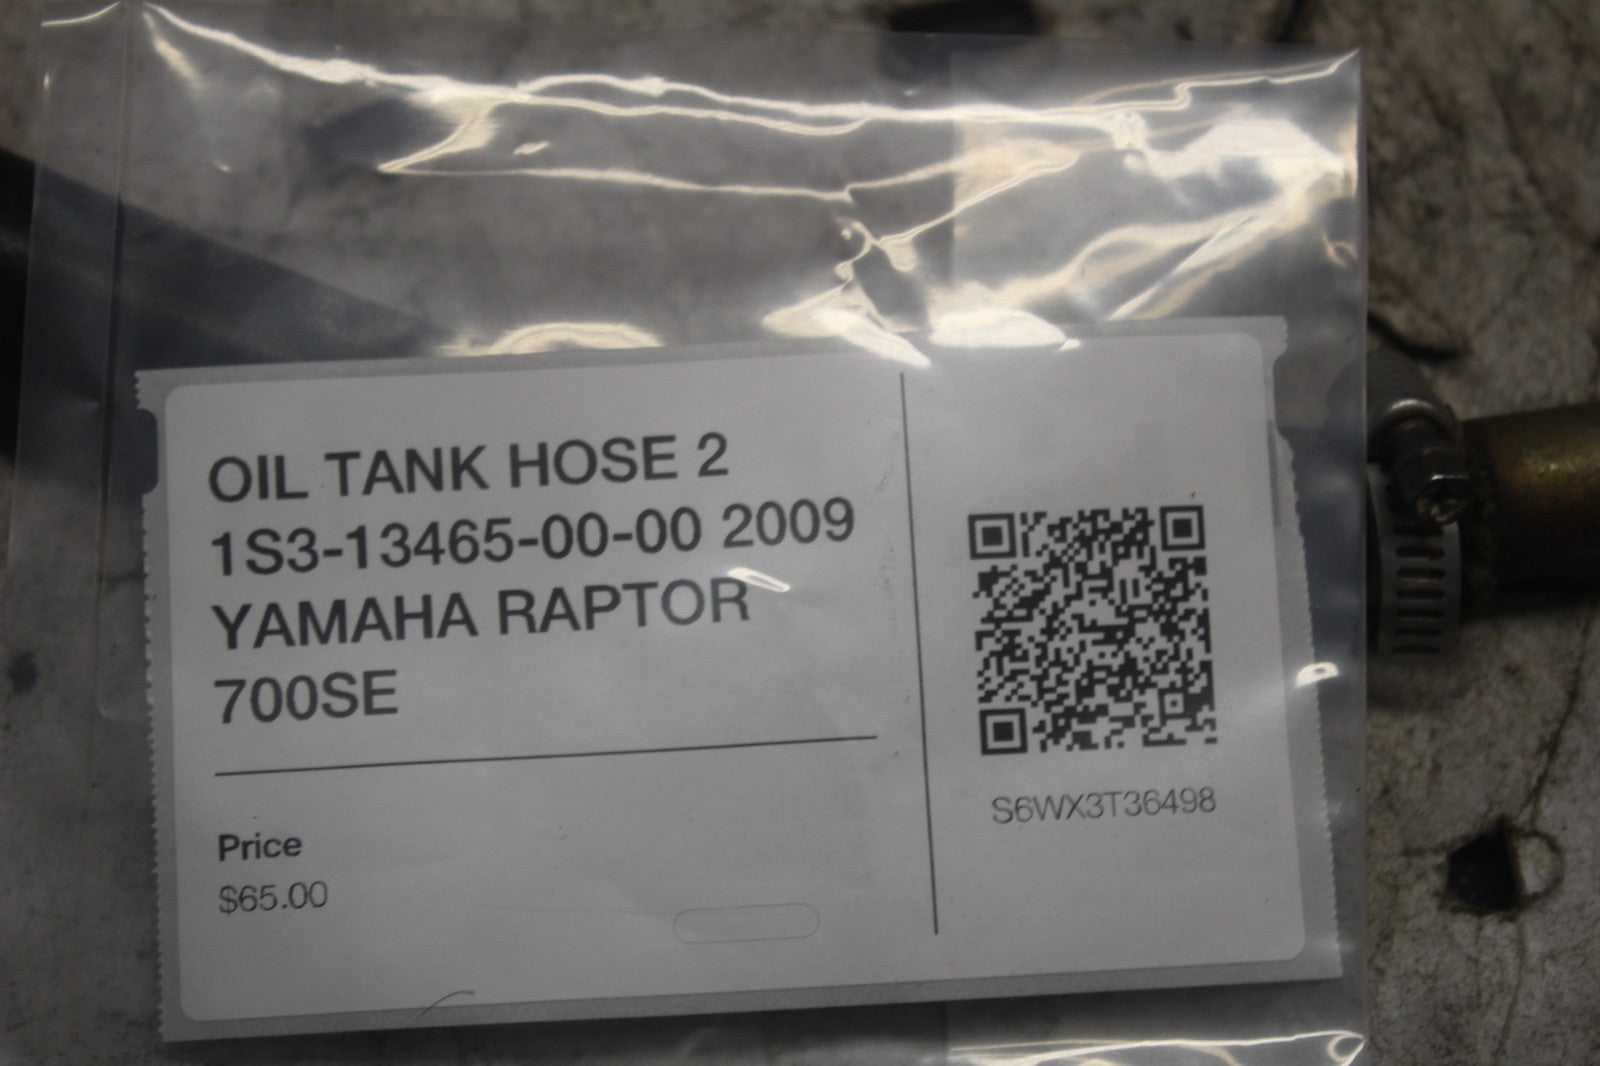 OIL TANK HOSE 2
1S3-13465-00-00 2009
YAMAHA RAPTOR
700SE
Price
$65.00
S6WX3T36498